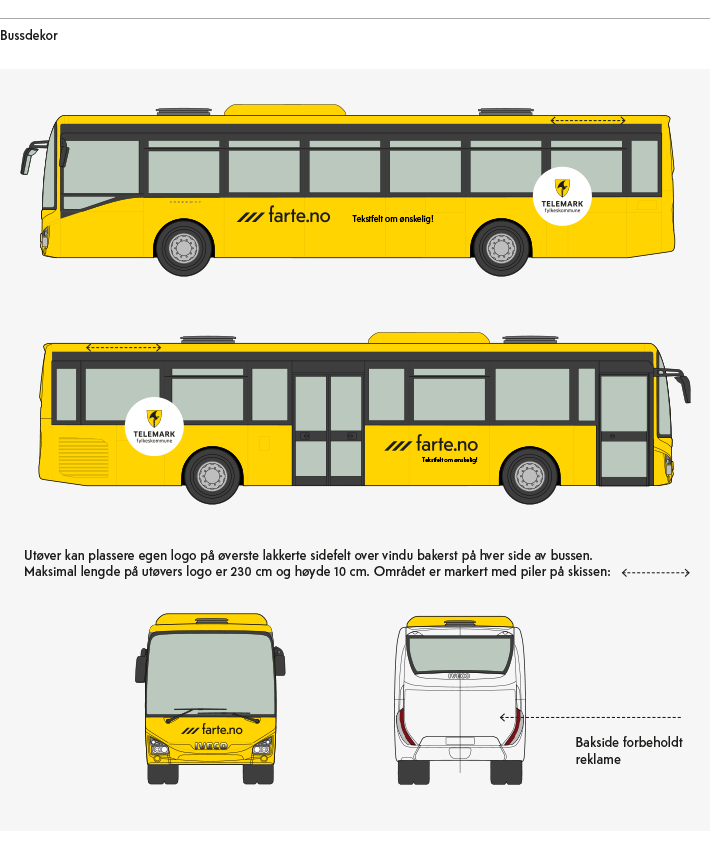 Bussdekor
TELEMARK
fylkeskommune
farte.no
Tekstfelt om ønskelig!
TELEMARK
fylkeskommune
farte.no
Tekstfelt om ønskelig!
Utøver kan plassere egen logo på øverste lakkerte sidefelt over vindu bakerst på hver side av bussen.
Maksimal lengde på utøvers logo er 230 cm og høyde 10 cm. Området er markert med piler på skissen:
IVECO
farte.no
IVECO
Bakside forbeholdt
reklame